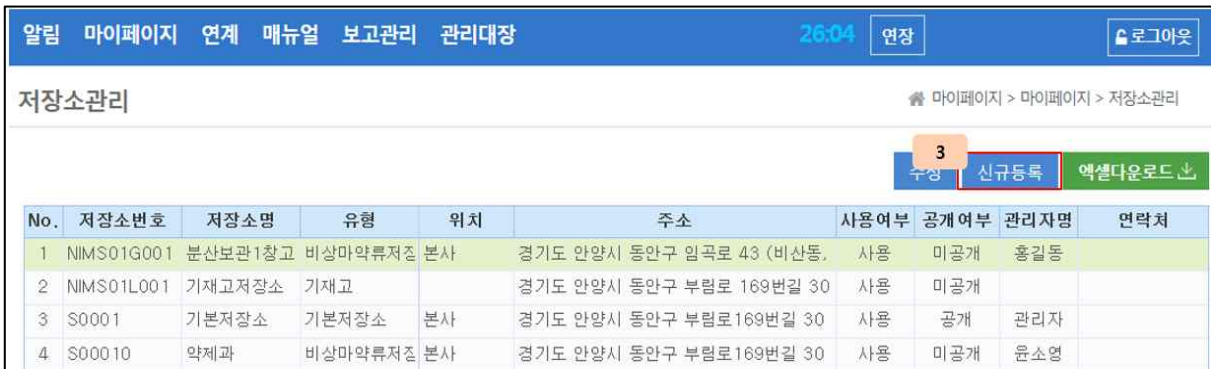 알림 마이페이지 연계 매뉴얼 보고관리 관리대장 26:04 연장 로그아웃
저장소관리 마이페이지 > 마이페이지 > 저장소관리
3
신규등록 엑셀다운로드
No. 저장소번호 저장소명 유형 위치 주소 사용여부 공개여부 관리자명 연락처
1 NIMS01G001 분산보관1창고 비상마약류저장 본사 경기도 안양시 동안구 임곡로 43 (비산동, 사용 미공개 홍길동
2 NIMS01L001 기재고저장소 기재고 경기도 안양시 동안구 부림로 169번길 30 사용 미공개
3 S0001 기본저장소 기본저장소 본사 경기도 안양시 동안구 부림로169번길 30 사용 공개 관리자
4 S00010 약제과 비상마약류저장 본사 경기도 안양시 동안구 부림로169번길 30 사용 미공개 윤소영